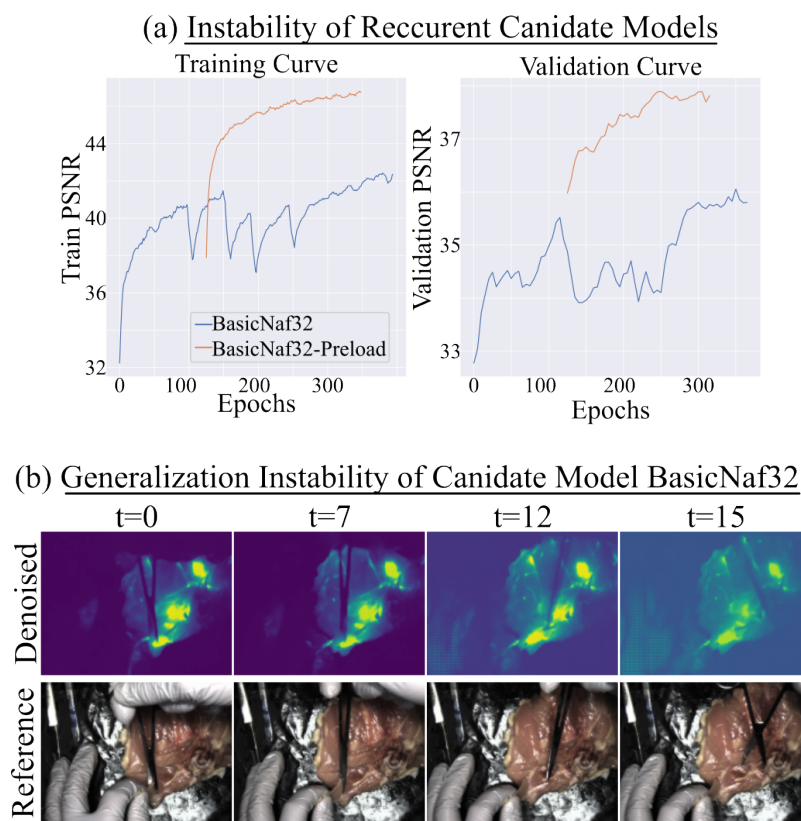 (a) Instability of Reccurent Canidate Models
Training Curve
Validation Curve
Train PSNR
44
40
36
32
BasicNaf32
BasicNaf32-Preload
0
100
200
300
Epochs
Validation PSNR
37
35
33
0
100
200
300
Epochs
(b) Generalization Instability of Canidate Model BasicNaf32
t=0
t=7
t=12
t=15
Denoised
Reference